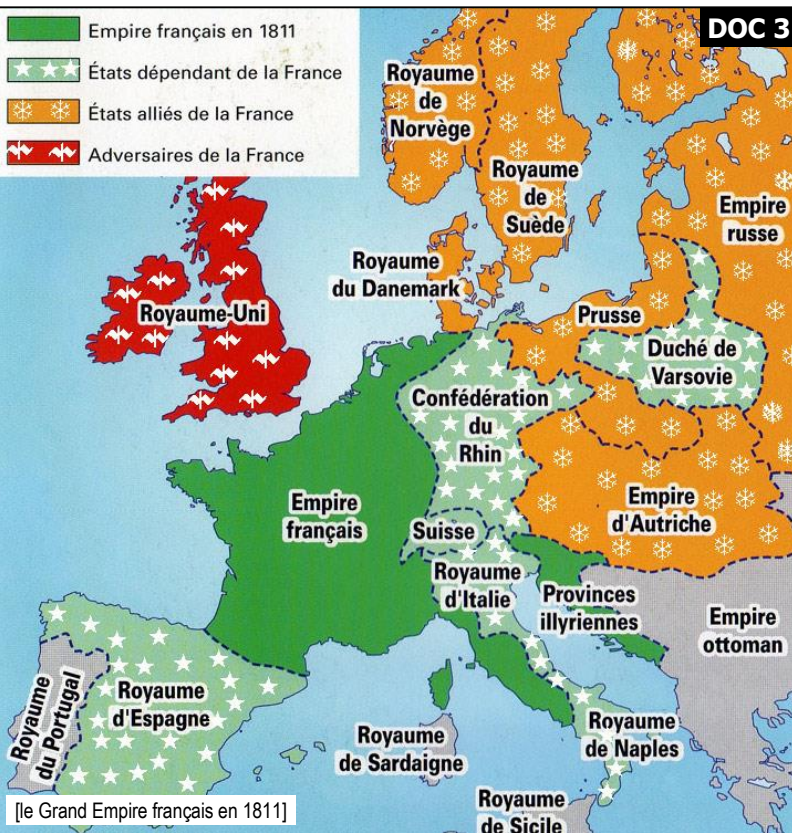 DOC 3
Empire français en 1811
États dépendant de la France
États alliés de la France
Adversaires de la France
Royaume
de
Norvège
Royaume
de
Suède
Empire
russe
Royaume
du Danemark
Royaume-Uni
Prusse
Duché de
Varsovie
Confédération
du
Rhin
Empire
français
Empire
d'Autriche
Suisse
Royaume
d'Italie
Provinces
illyriennes
Empire
ottoman
Royaume
du Portugal
Royaume
d'Espagne
Royaume
de Sardaigne
Royaume
de Naples
Royaume
de Sicile
[le Grand Empire français en 1811]